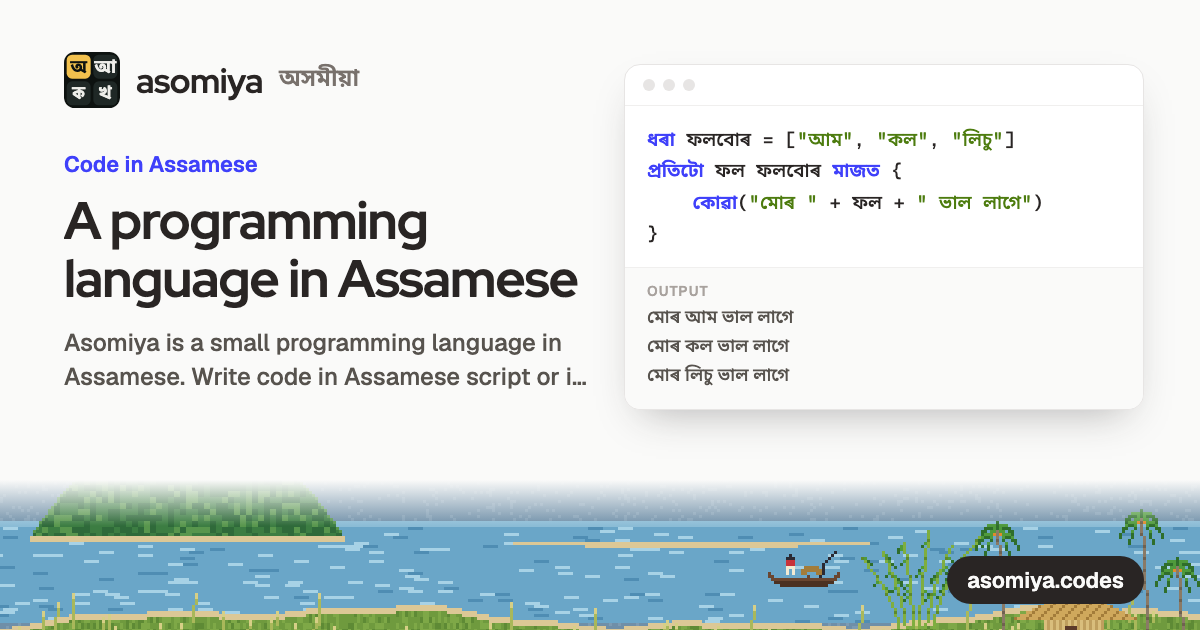 অ আ
ক খ
asomiya অসমীয়া
Code in Assamese
A programming
language in Assamese
Asomiya is a small programming language in
Assamese. Write code in Assamese script or i...
ধৰা ফলবোৰ = ["আম", "কল", "লিচু"]
প্ৰতিটো ফল ফলবোৰ মাজত {
    কোৱা("মোৰ " + ফল + " ভাল লাগে")
}
OUTPUT
মোৰ আম ভাল লাগে
মোৰ কল ভাল লাগে
মোৰ লিচু ভাল লাগে
asomiya.codes